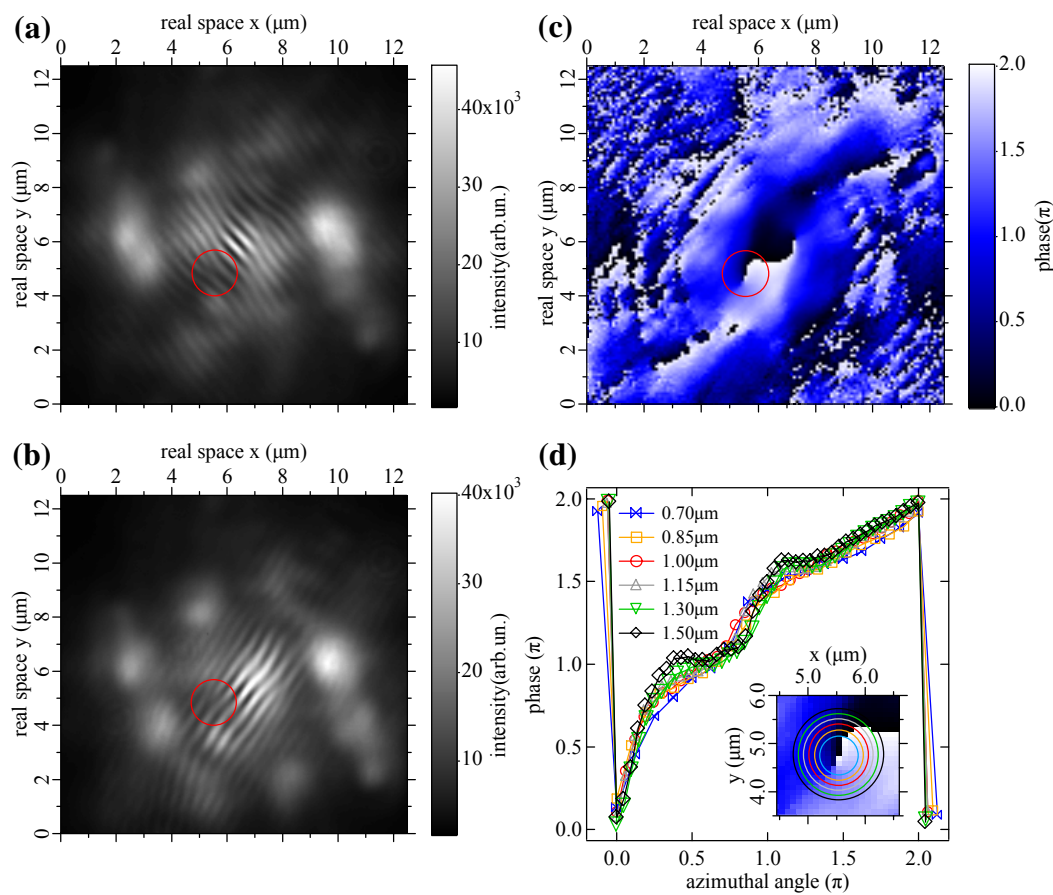 (a)
real space x (μm)
0 2 4 6 8 10 12
real space y (μm)
12
10
8
6
4
2
0
intensity(arb.un.)
40x10³
30
20
10
(c)
real space x (μm)
0 2 4 6 8 10 12
real space y (μm)
12
10
8
6
4
2
0
phase(π)
2.0
1.5
1.0
0.5
0.0
(b)
real space x (μm)
0 2 4 6 8 10 12
real space y (μm)
12
10
8
6
4
2
0
intensity(arb.un.)
40x10³
30
20
10
(d)
phase (π)
2.0
1.5
1.0
0.5
0.0
0.70μm
0.85μm
1.00μm
1.15μm
1.30μm
1.50μm
x (μm)
5.0 6.0
y (μm)
6.0
5.0
4.0
0.0 0.5 1.0 1.5 2.0
azimuthal angle (π)